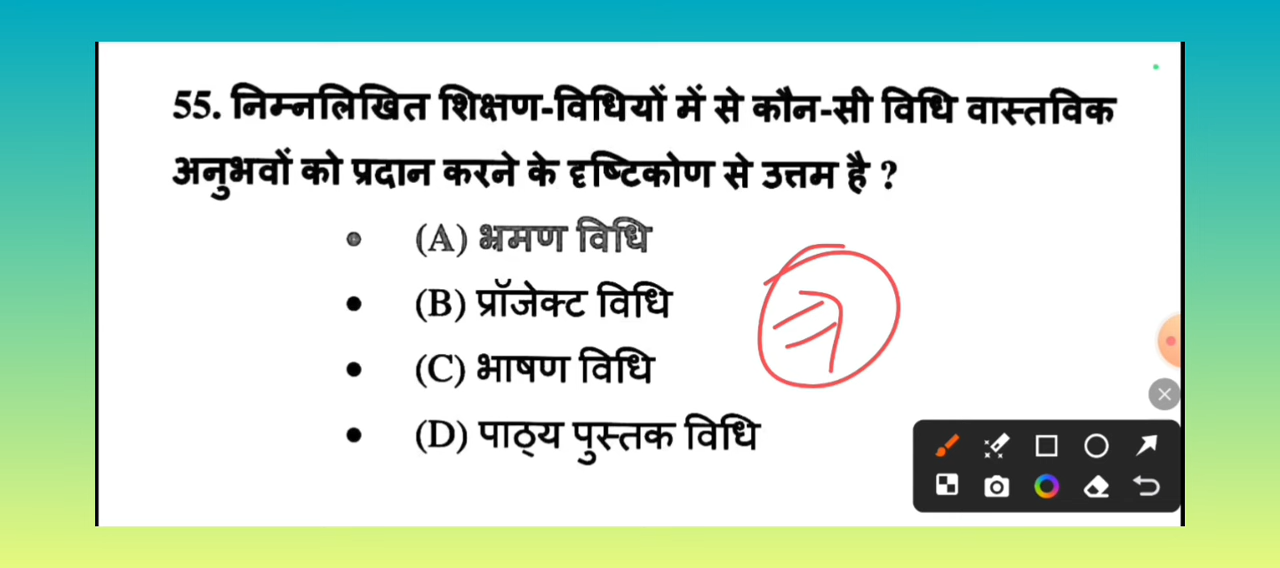 55. निम्नलिखित शिक्षण-विधियों में से कौन-सी विधि वास्तविक
अनुभवों को प्रदान करने के दृष्टिकोण से उत्तम है ?
• (A) भ्रमण विधि
• (B) प्रॉजेक्ट विधि
• (C) भाषण विधि
• (D) पाठ्य पुस्तक विधि